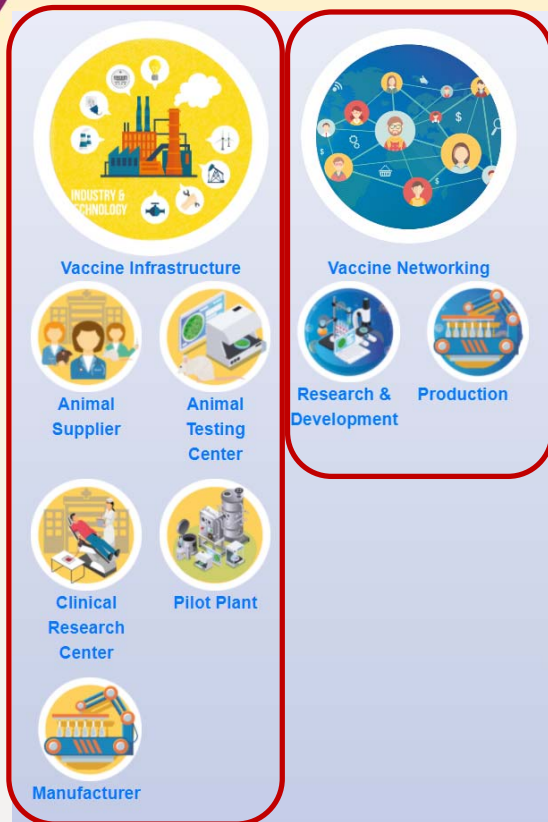 INDUSTRY &
TECHNOLOGY
Vaccine Infrastructure
Animal
Supplier
Animal
Testing
Center
Clinical
Research
Center
Pilot Plant
Manufacturer
Vaccine Networking
Research &
Development
Production